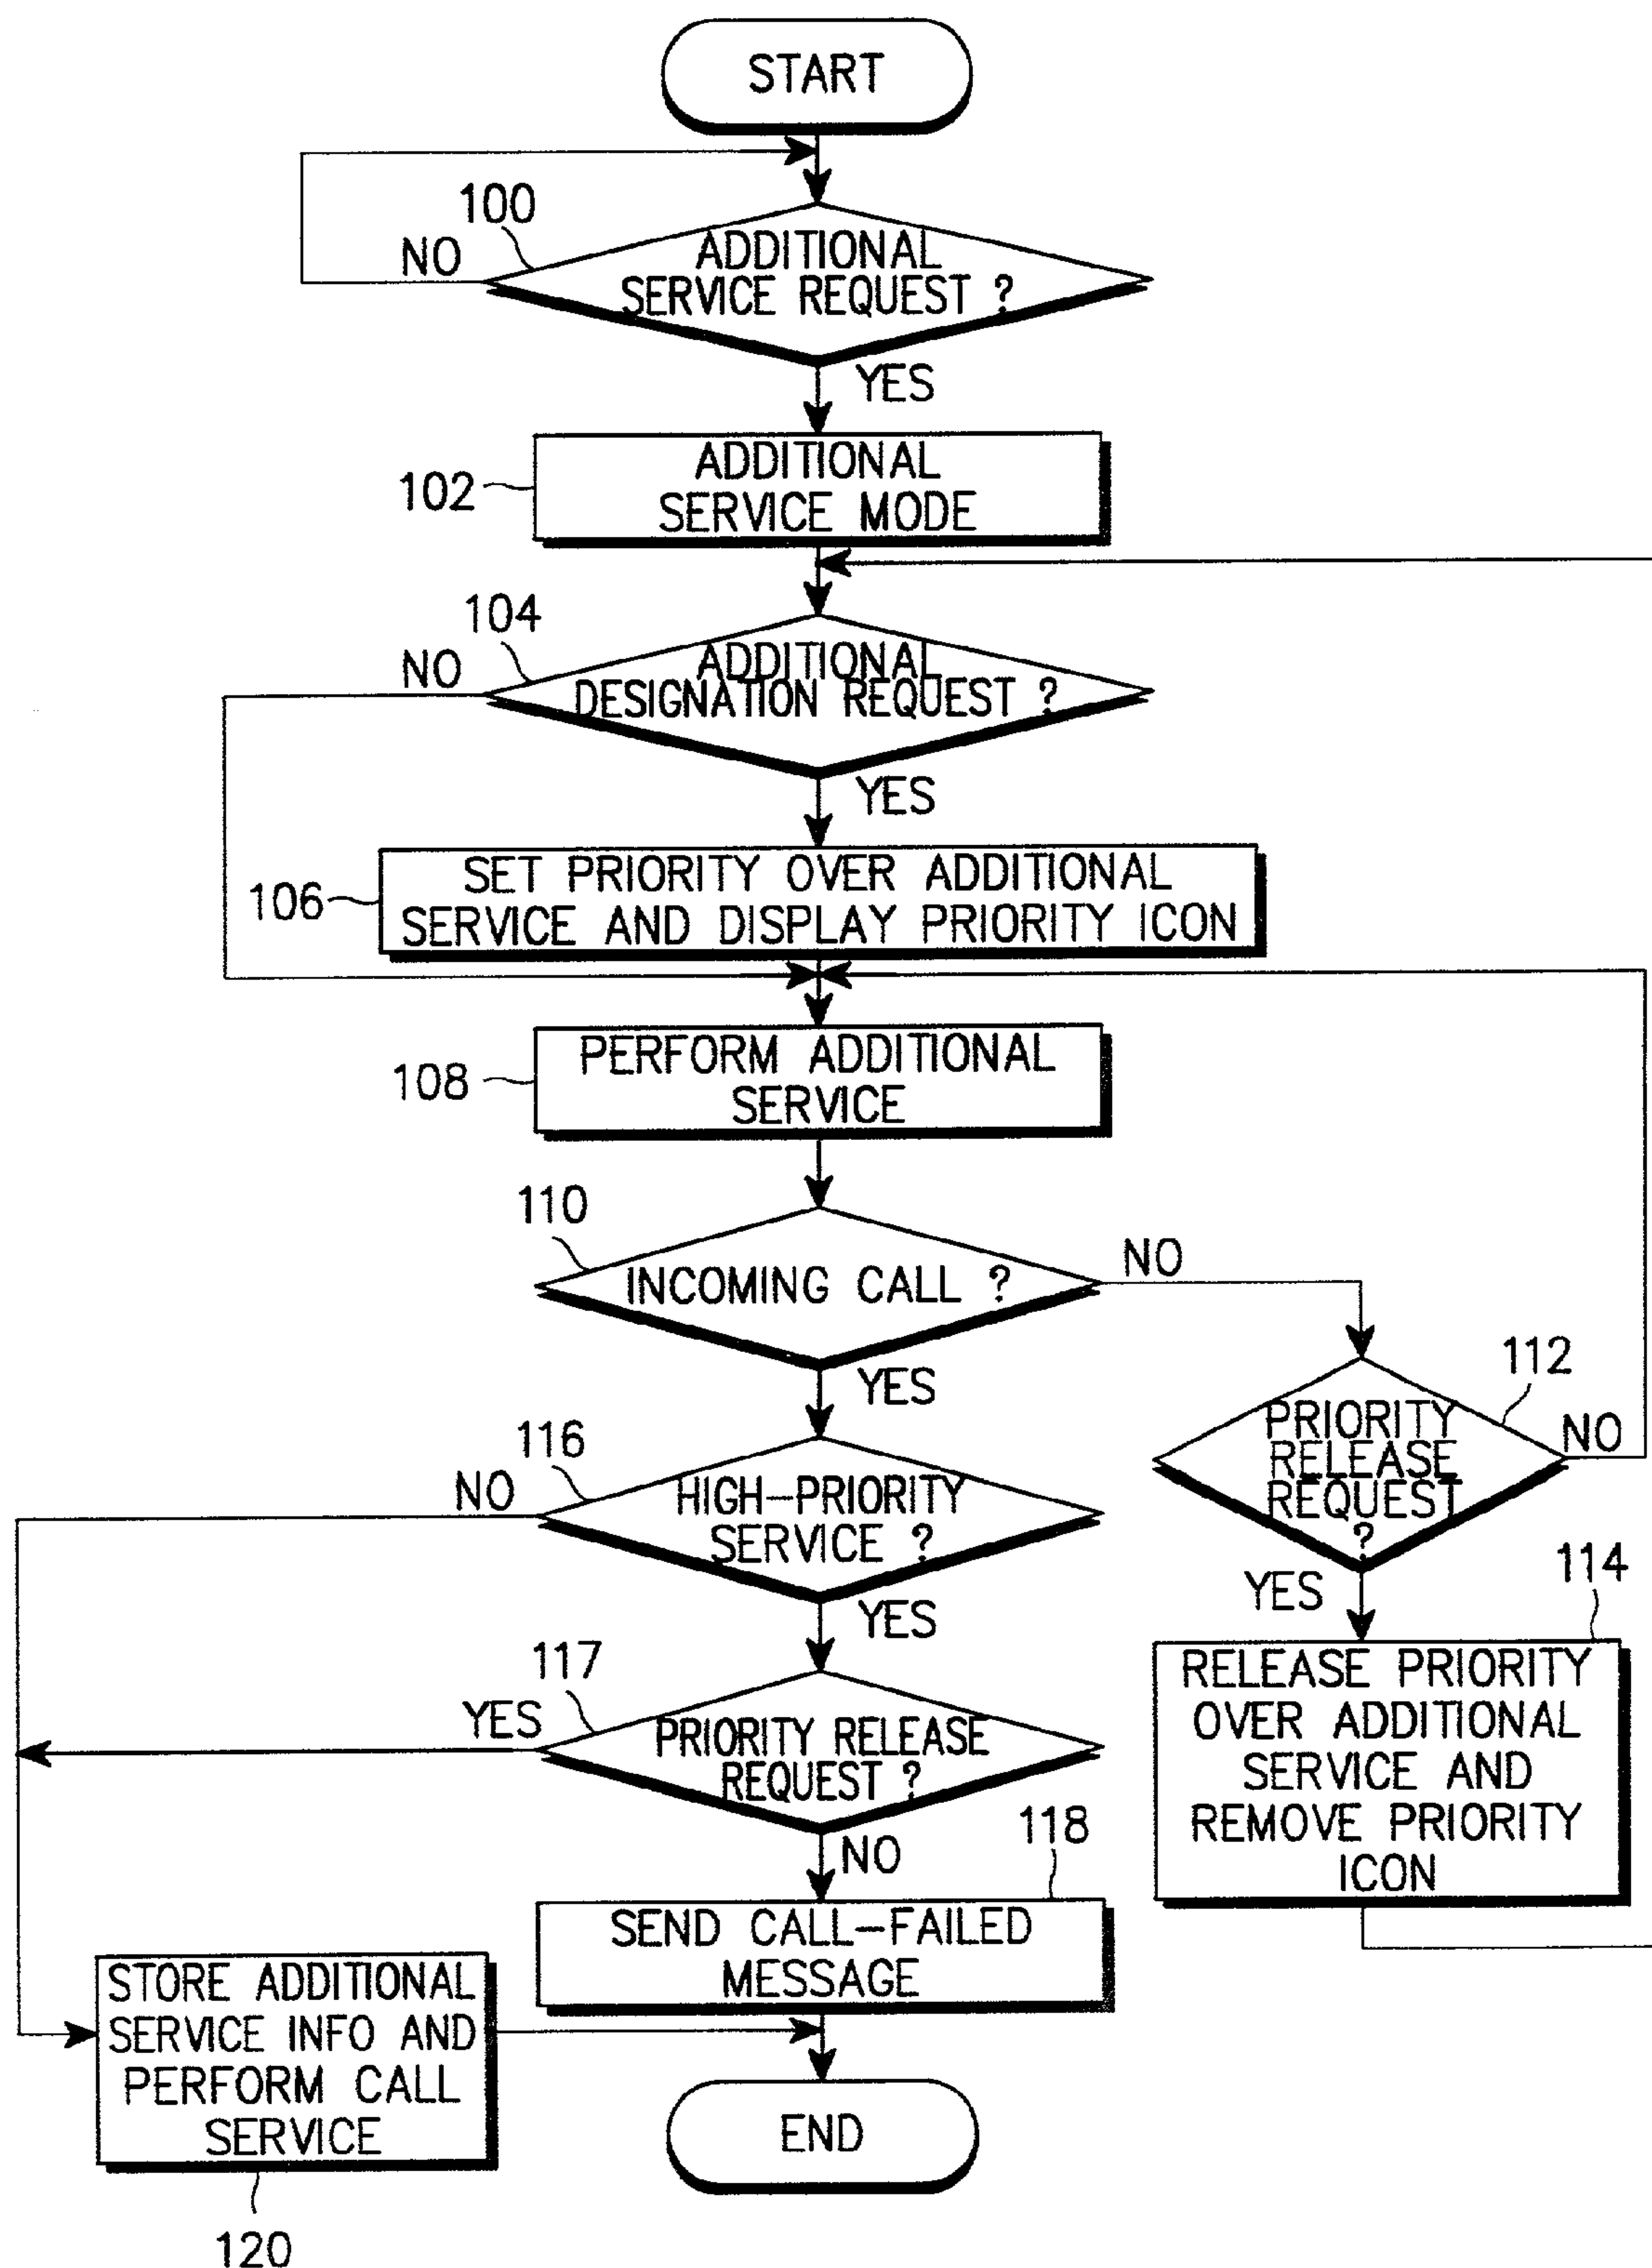 START
100
NO
ADDITIONAL
SERVICE REQUEST ?
YES
102
ADDITIONAL
SERVICE MODE
104
NO
ADDITIONAL
DESIGNATION REQUEST ?
YES
106
SET PRIORITY OVER ADDITIONAL
SERVICE AND DISPLAY PRIORITY ICON
108
PERFORM ADDITIONAL
SERVICE
110
INCOMING CALL ?
NO
YES
112
PRIORITY
RELEASE
REQUEST
?
NO
YES
114
RELEASE PRIORITY
OVER ADDITIONAL
SERVICE AND
REMOVE PRIORITY
ICON
116
NO
HIGH-PRIORITY
SERVICE ?
YES
117
YES
PRIORITY RELEASE
REQUEST ?
NO
118
SEND CALL-FAILED
MESSAGE
STORE ADDITIONAL
SERVICE INFO AND
PERFORM CALL
SERVICE
120
END